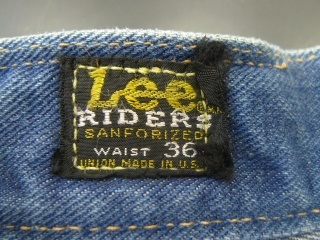 Lee
RIDERS
SANFORIZED
WAIST 36
UNION MADE IN U.S.